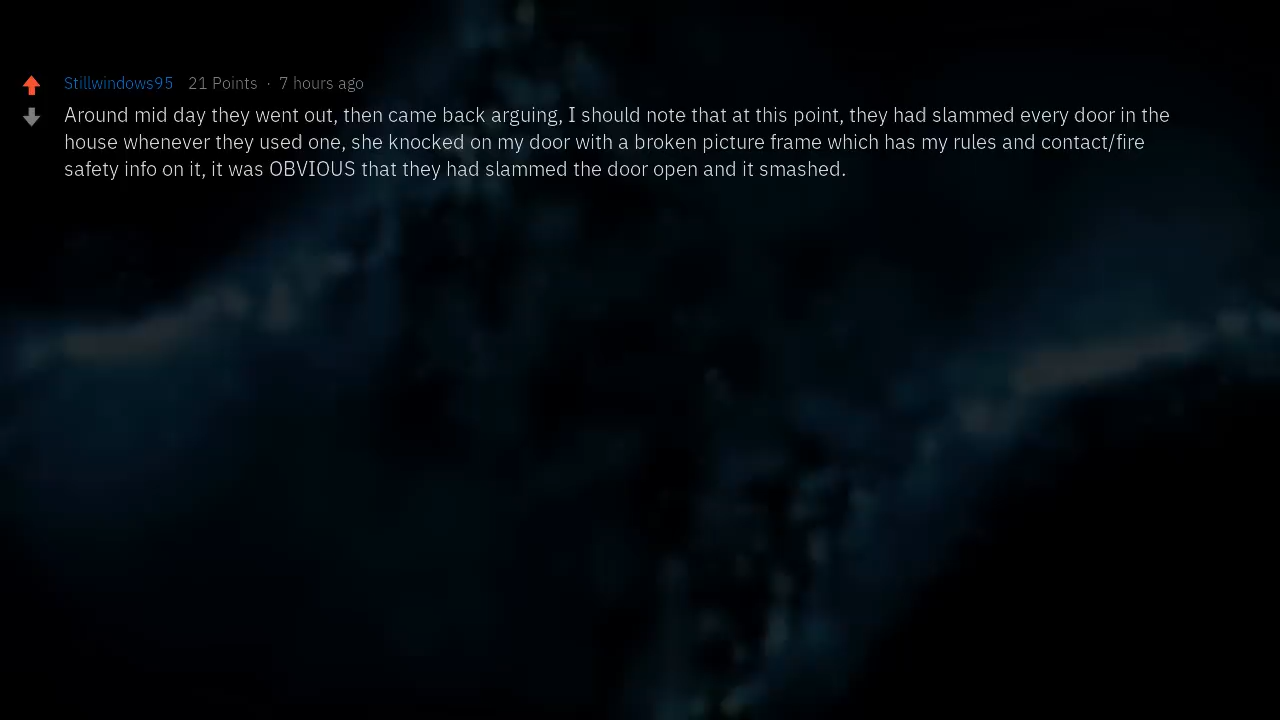 Stillwindows95 21 Points · 7 hours ago
Around mid day they went out, then came back arguing, I should note that at this point, they had slammed every door in the
house whenever they used one, she knocked on my door with a broken picture frame which has my rules and contact/fire
safety info on it, it was OBVIOUS that they had slammed the door open and it smashed.